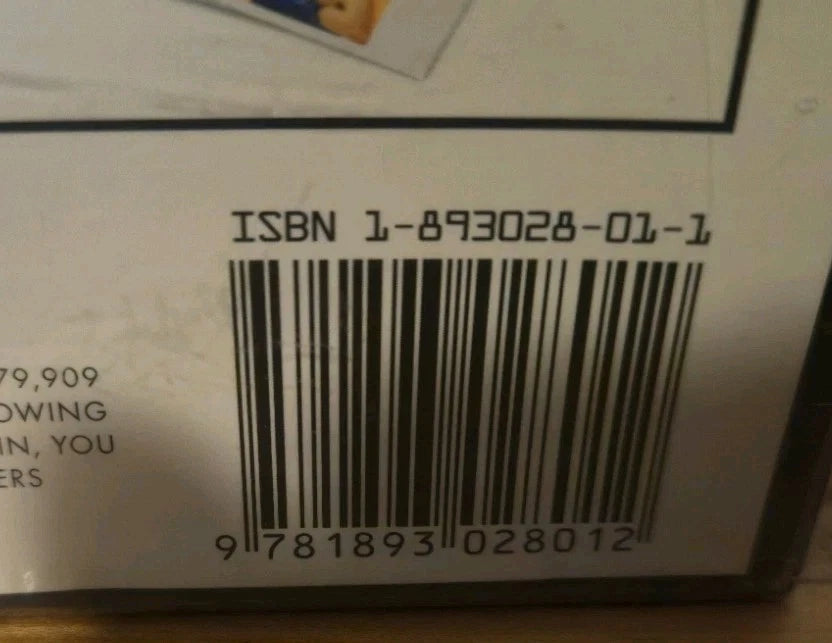 ISBN 1-893028-01-1
79,909
OWING
IN, YOU
ERS
9 781893 028012